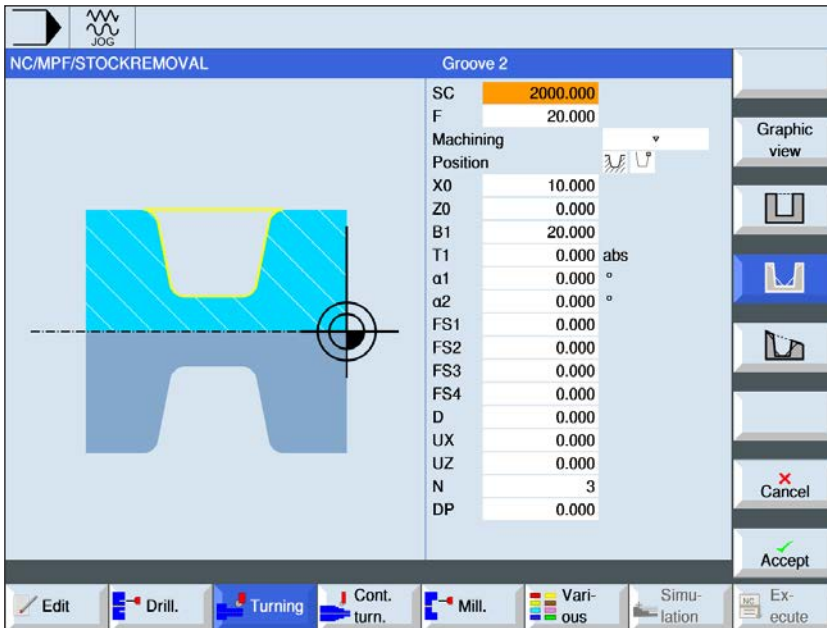 JOG
NC/MPF/STOCKREMOVAL
Groove 2
SC 2000.000
F 20.000
Machining ▿
Position
X0 10.000
Z0 0.000
B1 20.000
T1 0.000 abs
α1 0.000 °
α2 0.000 °
FS1 0.000
FS2 0.000
FS3 0.000
FS4 0.000
D 0.000
UX 0.000
UZ 0.000
N 3
DP 0.000
Graphic
view
Cancel
Accept
Edit
Drill.
Turning
Cont.
turn.
Mill.
Vari-
ous
Simu-
lation
NC
Ex-
ecute